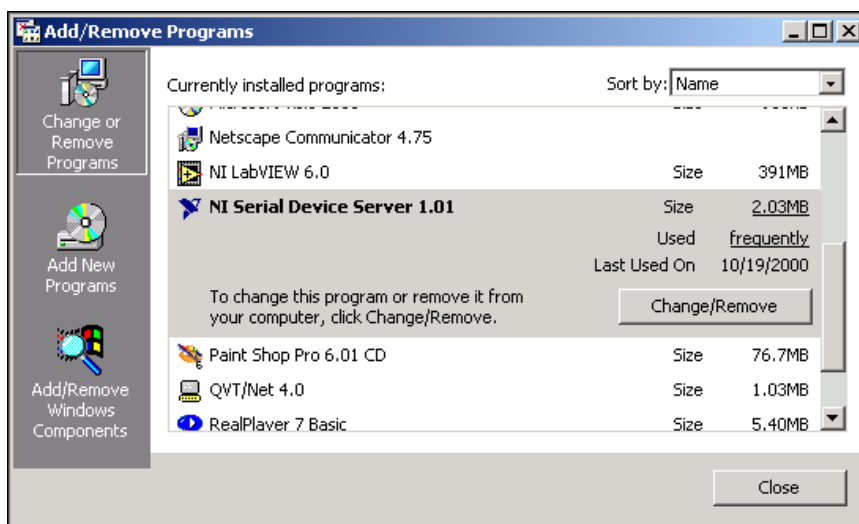 Add/Remove Programs
Change or
Remove
Programs
Add New
Programs
Add/Remove
Windows
Components
Currently installed programs:
Sort by: Name
Netscape Communicator 4.75
NI LabVIEW 6.0 Size 391MB
NI Serial Device Server 1.01 Size 2.03MB
Used frequently
Last Used On 10/19/2000
To change this program or remove it from
your computer, click Change/Remove.
Change/Remove
Paint Shop Pro 6.01 CD Size 76.7MB
QVT/Net 4.0 Size 1.03MB
RealPlayer 7 Basic Size 5.40MB
Close